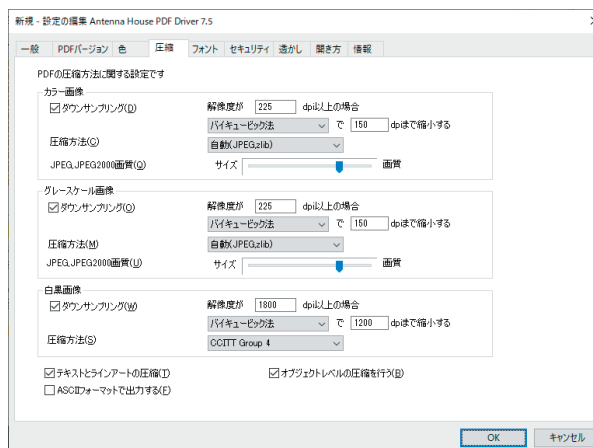 新規 - 設定の編集 Antenna House PDF Driver 7.5
一般 PDFバージョン 色 圧縮 フォント セキュリティ 透かし 開き方 情報
PDFの圧縮方法に関する設定です
カラー画像
ダウンサンプリング(D) 解像度が 225 dpi以上の場合
バイキュービック法 で 150 dpiまで縮小する
圧縮方法(C) 自動(JPEG,zlib)
JPEG,JPEG2000画質(Q) サイズ 画質
グレースケール画像
ダウンサンプリング(O) 解像度が 225 dpi以上の場合
バイキュービック法 で 150 dpiまで縮小する
圧縮方法(M) 自動(JPEG,zlib)
JPEG,JPEG2000画質(U) サイズ 画質
白黒画像
ダウンサンプリング(W) 解像度が 1800 dpi以上の場合
バイキュービック法 で 1200 dpiまで縮小する
圧縮方法(S) CCITT Group 4
テキストとラインアートの圧縮(T) オブジェクトレベルの圧縮を行う(B)
ASCIIフォーマットで出力する(F)
OK キャンセル